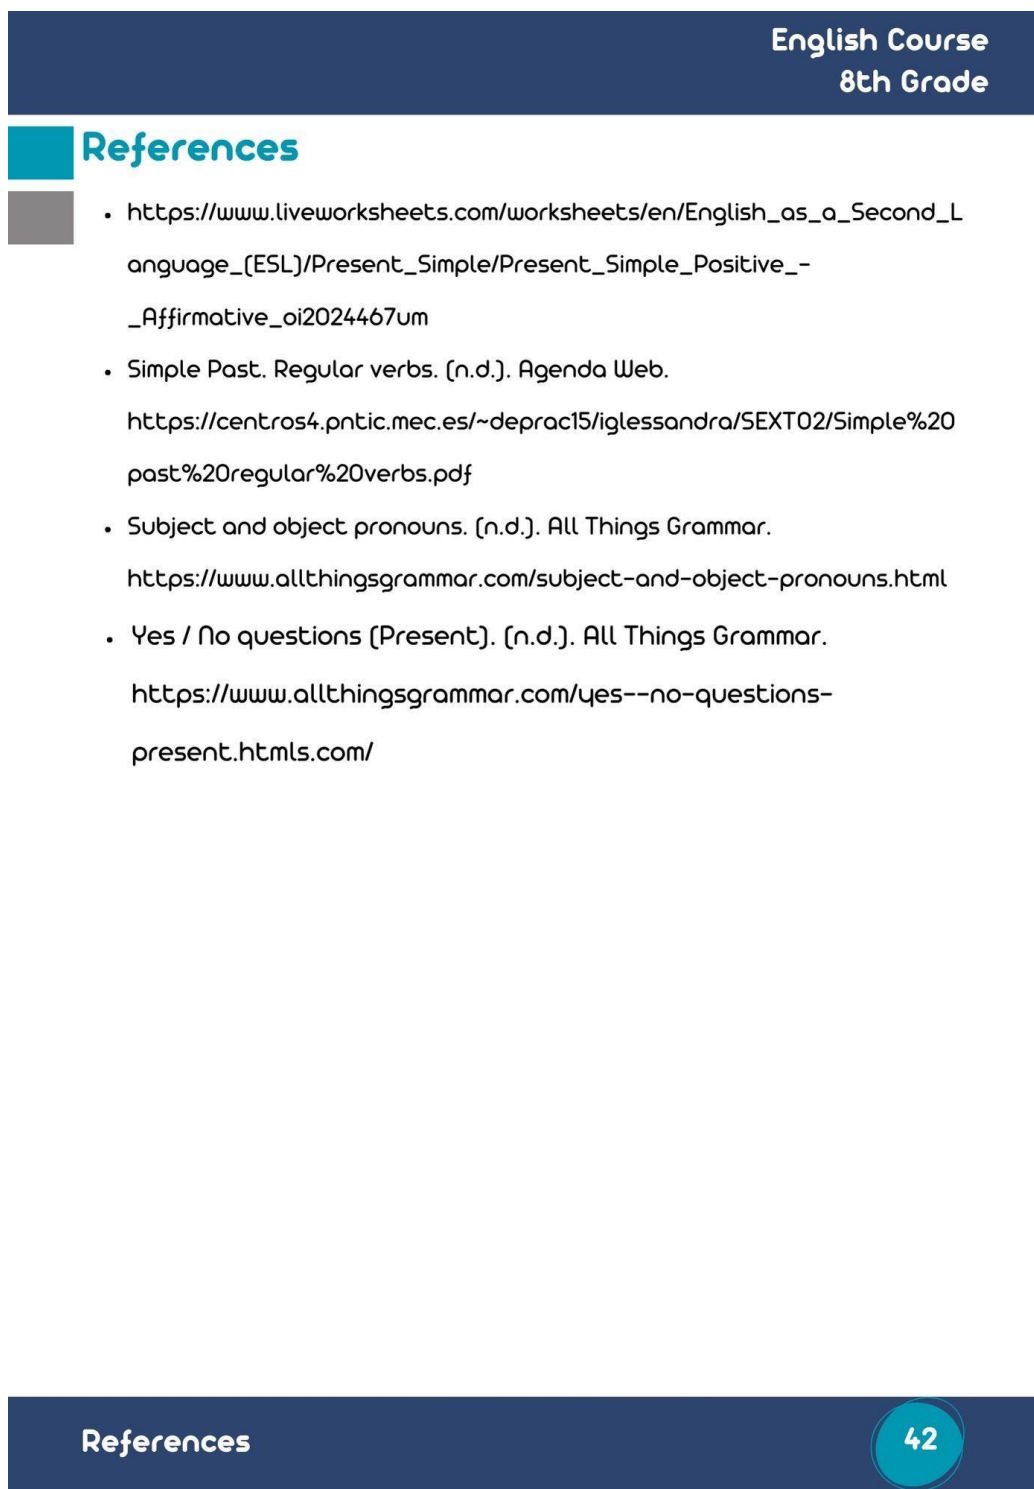 English Course
8th Grade
References
• https://www.liveworksheets.com/worksheets/en/English_as_a_Second_L
anguage_(ESL)/Present_Simple/Present_Simple_Positive_-
_Affirmative_oi2024467um
• Simple Past. Regular verbs. (n.d.). Agenda Web.
https://centros4.pntic.mec.es/~deprac15/iglessandra/SEXTO2/Simple%20
past%20regular%20verbs.pdf
• Subject and object pronouns. (n.d.). All Things Grammar.
https://www.allthingsgrammar.com/subject-and-object-pronouns.html
• Yes / No questions (Present). (n.d.). All Things Grammar.
https://www.allthingsgrammar.com/yes--no-questions-
present.htmls.com/
References
42